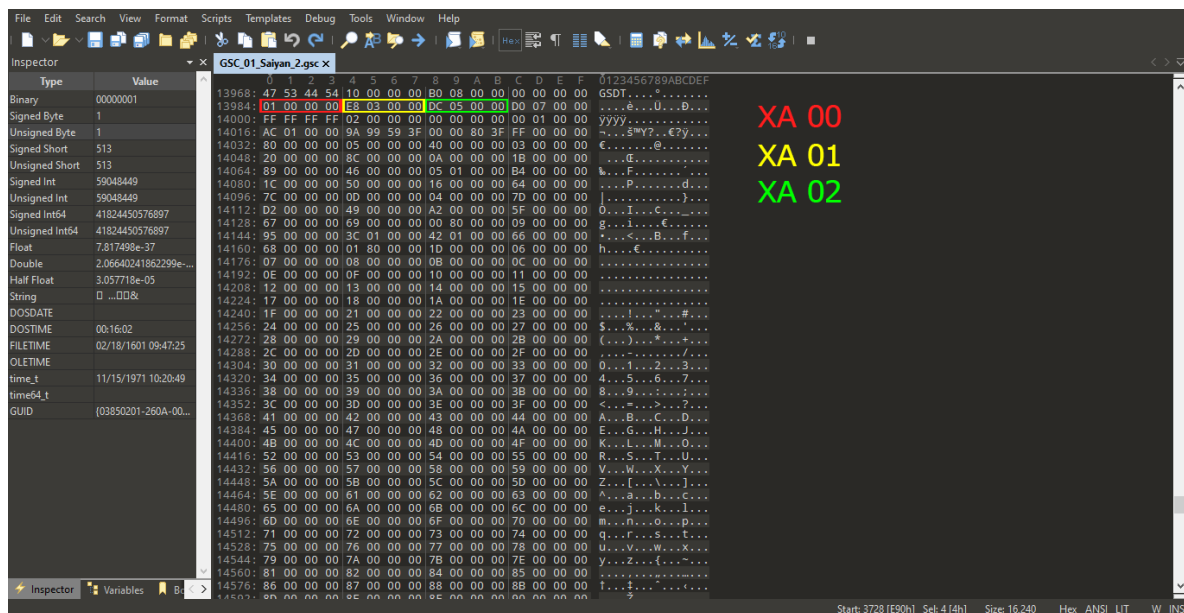 File Edit Search View Format Scripts Templates Debug Tools Window Help
Hex
Inspector
GSC_01_Saiyan_2.gsc
Type Value
Binary 00000001
Signed Byte 1
Unsigned Byte 1
Signed Short 513
Unsigned Short 513
Signed Int 59048449
Unsigned Int 59048449
Signed Int64 41824450576897
Unsigned Int64 41824450576897
Float 7.817498e-37
Double 2.06640241862299e-...
Half Float 3.057718e-05
String
DOSDATE
DOSTIME 00:16:02
FILETIME 02/18/1601 09:47:25
OLETIME
time_t 11/15/1971 10:20:49
time64_t
GUID {03850201-260A-00...
0 1 2 3 4 5 6 7 8 9 A B C D E F 0123456789ABCDEF
13968: 47 53 44 54 10 00 00 00 B0 08 00 00 00 00 00 00 GSDT....°.......
13984: 01 00 00 00 E8 03 00 00 DC 05 00 00 D0 07 00 00 ....è...Ü...Ð...
14000: FF FF FF FF 02 00 00 00 00 00 00 00 00 01 00 00 ÿÿÿÿ............
14016: AC 01 00 00 9A 99 59 3F 00 00 80 3F FF 00 00 00 ¬...š™Y?..€?ÿ...
14032: 80 00 00 00 05 00 00 00 40 00 00 00 03 00 00 00 €.......@.......
14048: 20 00 00 00 8C 00 00 00 0A 00 00 00 1B 00 00 00 ...Œ...........
14064: 89 00 00 00 46 00 00 00 05 01 00 00 B4 00 00 00 ‰...F.......´...
14080: 1C 00 00 00 50 00 00 00 16 00 00 00 64 00 00 00 ....P.......d...
14096: 7C 00 00 00 0D 00 00 00 04 00 00 00 7D 00 00 00 |...........}...
14112: D2 00 00 00 49 00 00 00 A2 00 00 00 5F 00 00 00 Ò...I...¢..._...
14128: 67 00 00 00 69 00 00 00 00 80 00 00 09 00 00 00 g...i....€......
14144: 95 00 00 00 3C 01 00 00 42 01 00 00 66 00 00 00 •...<...B...f...
14160: 68 00 00 00 01 80 00 00 1D 00 00 00 06 00 00 00 h....€..........
14176: 07 00 00 00 08 00 00 00 0B 00 00 00 0C 00 00 00 ................
14192: 0E 00 00 00 0F 00 00 00 10 00 00 00 11 00 00 00 ................
14208: 12 00 00 00 13 00 00 00 14 00 00 00 15 00 00 00 ................
14224: 17 00 00 00 18 00 00 00 1A 00 00 00 1E 00 00 00 ................
14240: 1F 00 00 00 21 00 00 00 22 00 00 00 23 00 00 00 ....!..."...#...
14256: 24 00 00 00 25 00 00 00 26 00 00 00 27 00 00 00 $...%...&...'...
14272: 28 00 00 00 29 00 00 00 2A 00 00 00 2B 00 00 00 (...)...*...+...
14288: 2C 00 00 00 2D 00 00 00 2E 00 00 00 2F 00 00 00 ,...-......./...
14304: 30 00 00 00 31 00 00 00 32 00 00 00 33 00 00 00 0...1...2...3...
14320: 34 00 00 00 35 00 00 00 36 00 00 00 37 00 00 00 4...5...6...7...
14336: 38 00 00 00 39 00 00 00 3A 00 00 00 3B 00 00 00 8...9...:...;...
14352: 3C 00 00 00 3D 00 00 00 3E 00 00 00 3F 00 00 00 <...=...>...?...
14368: 41 00 00 00 42 00 00 00 43 00 00 00 44 00 00 00 A...B...C...D...
14384: 45 00 00 00 47 00 00 00 48 00 00 00 4A 00 00 00 E...G...H...J...
14400: 4B 00 00 00 4C 00 00 00 4D 00 00 00 4F 00 00 00 K...L...M...O...
14416: 52 00 00 00 53 00 00 00 54 00 00 00 55 00 00 00 R...S...T...U...
14432: 56 00 00 00 57 00 00 00 58 00 00 00 59 00 00 00 V...W...X...Y...
14448: 5A 00 00 00 5B 00 00 00 5C 00 00 00 5D 00 00 00 Z...[...\...]...
14464: 5E 00 00 00 61 00 00 00 62 00 00 00 63 00 00 00 ^...a...b...c...
14480: 65 00 00 00 6A 00 00 00 6B 00 00 00 6C 00 00 00 e...j...k...l...
14496: 6D 00 00 00 6E 00 00 00 6F 00 00 00 70 00 00 00 m...n...o...p...
14512: 71 00 00 00 72 00 00 00 73 00 00 00 74 00 00 00 q...r...s...t...
14528: 75 00 00 00 76 00 00 00 77 00 00 00 78 00 00 00 u...v...w...x...
14544: 79 00 00 00 7A 00 00 00 7B 00 00 00 7E 00 00 00 y...z...{...~...
14560: 81 00 00 00 82 00 00 00 84 00 00 00 85 00 00 00
14576: 86 00 00 00 87 00 00 00 88 00 00 00 8B 00 00 00 †...‡...ˆ...‹...
XA 00
XA 01
XA 02
Inspector Variables
Start: 3728 [E90h] Sel: 4 [4h] Size: 16.240 Hex ANSI LIT W INS